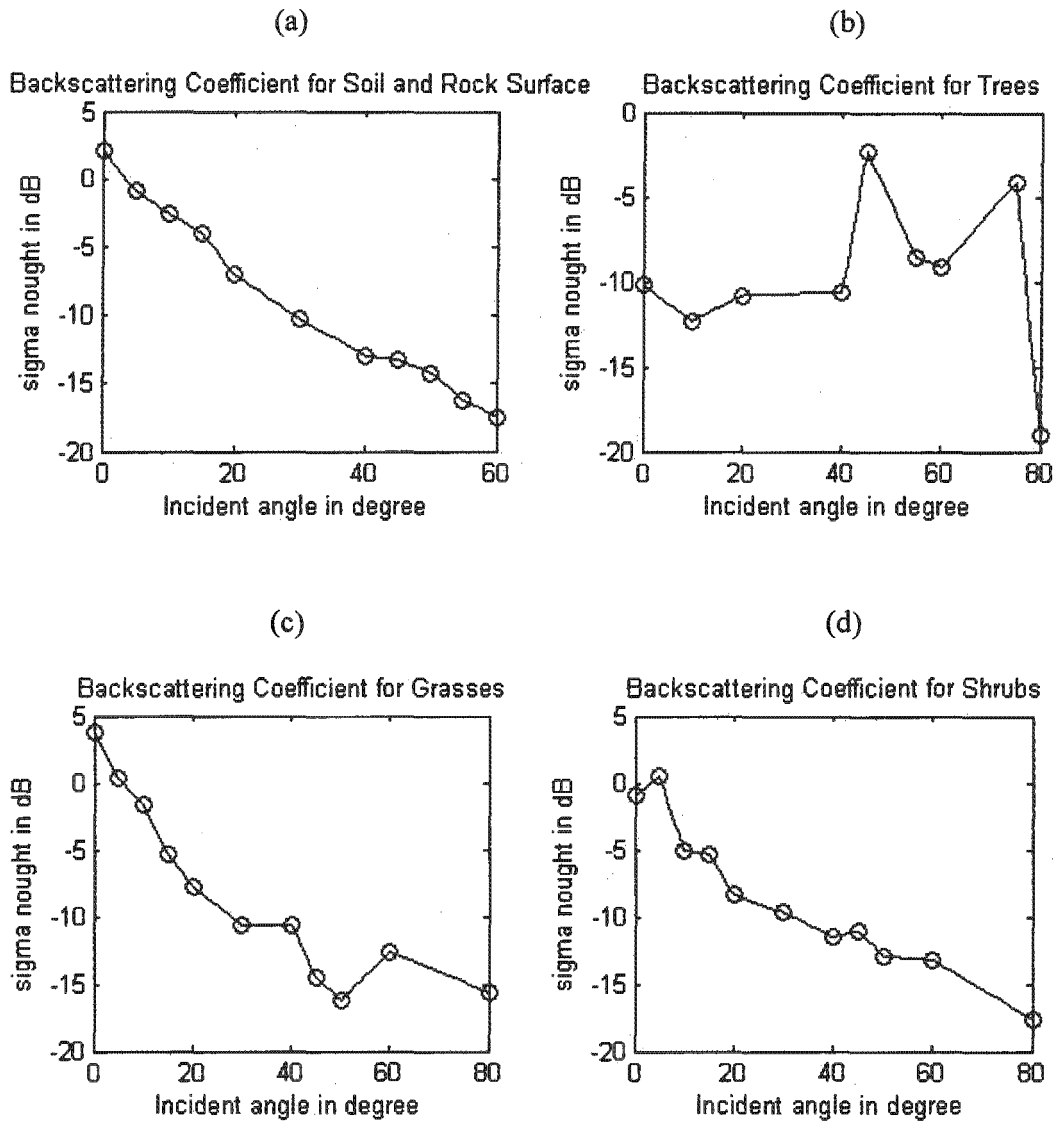 (a)
Backscattering Coefficient for Soil and Rock Surface
5
0
-5
-10
-15
-20
sigma nought in dB
0 20 40 60
Incident angle in degree
(b)
Backscattering Coefficient for Trees
0
-5
-10
-15
-20
sigma nought in dB
0 20 40 60 80
Incident angle in degree
(c)
Backscattering Coefficient for Grasses
5
0
-5
-10
-15
-20
sigma nought in dB
0 20 40 60 80
Incident angle in degree
(d)
Backscattering Coefficient for Shrubs
5
0
-5
-10
-15
-20
sigma nought in dB
0 20 40 60 80
Incident angle in degree